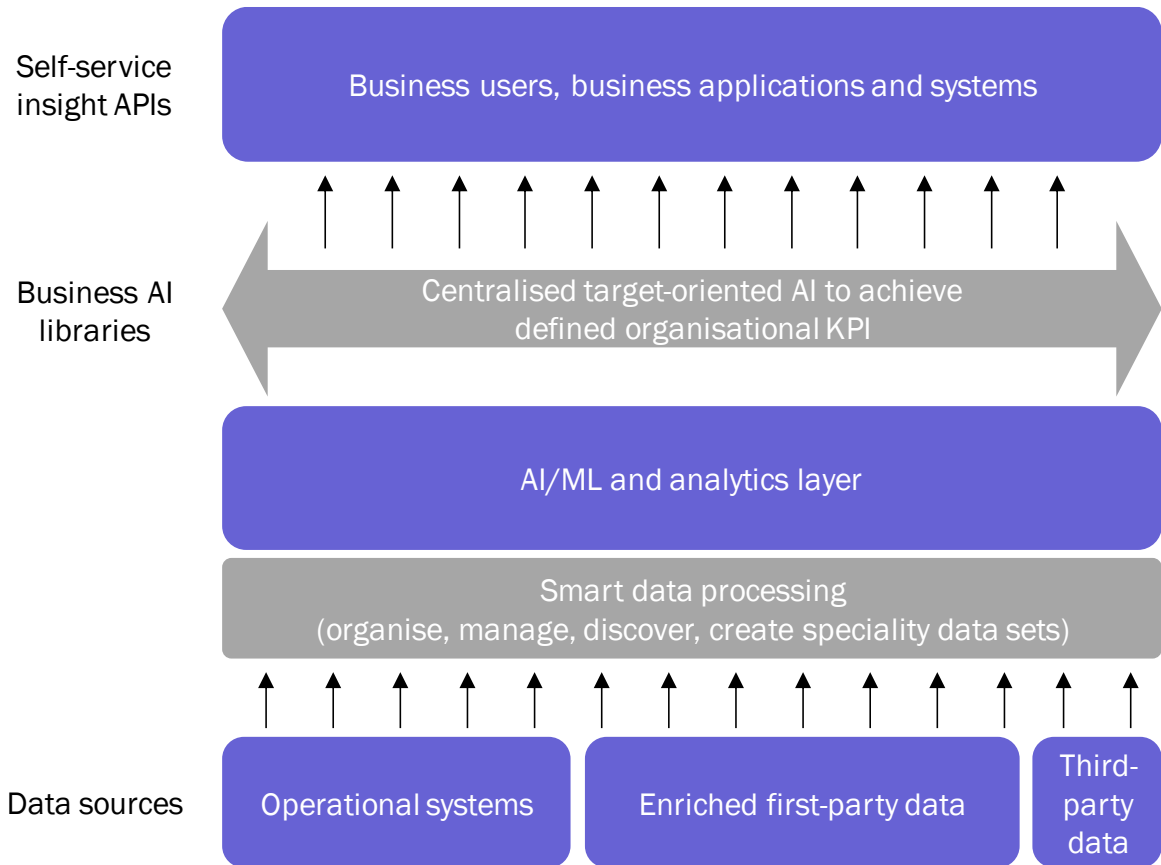 Self-service
insight APIs
Business users, business applications and systems
Business AI
libraries
Centralised target-oriented AI to achieve
defined organisational KPI
AI/ML and analytics layer
Smart data processing
(organise, manage, discover, create speciality data sets)
Data sources
Operational systems
Enriched first-party data
Third-
party
data